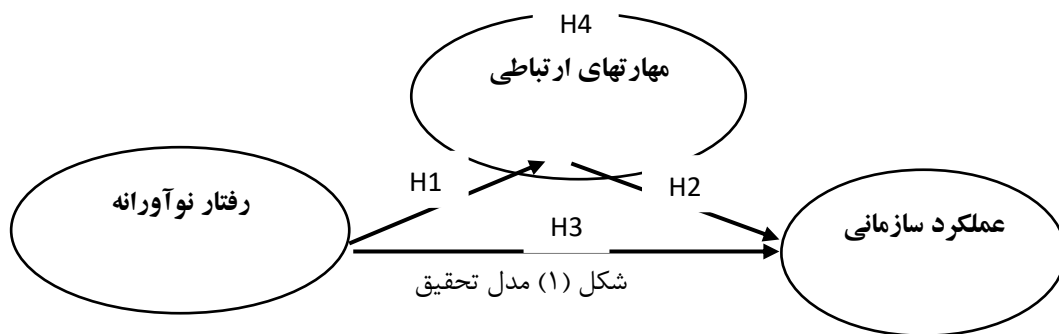 H4
مهارتهای ارتباطی
H1
H2
رفتار نوآورانه
عملکرد سازمانی
H3
شکل (۱) مدل تحقیق